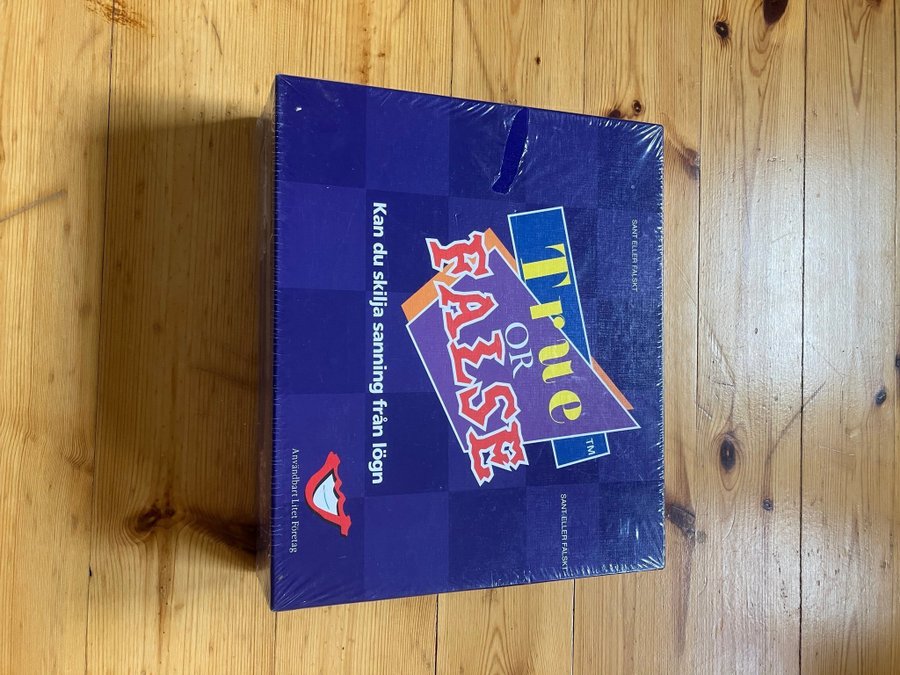 SANT ELLER FALSKT
True
OR
FALSE
™
SANT ELLER FALSKT
Kan du skilja sanning från lögn
Användbart Litet Företag